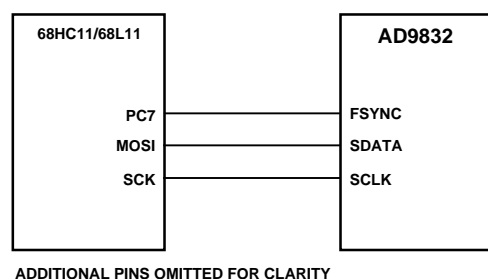 68HC11/68L11
AD9832
PC7
FSYNC
MOSI
SDATA
SCK
SCLK
ADDITIONAL PINS OMITTED FOR CLARITY